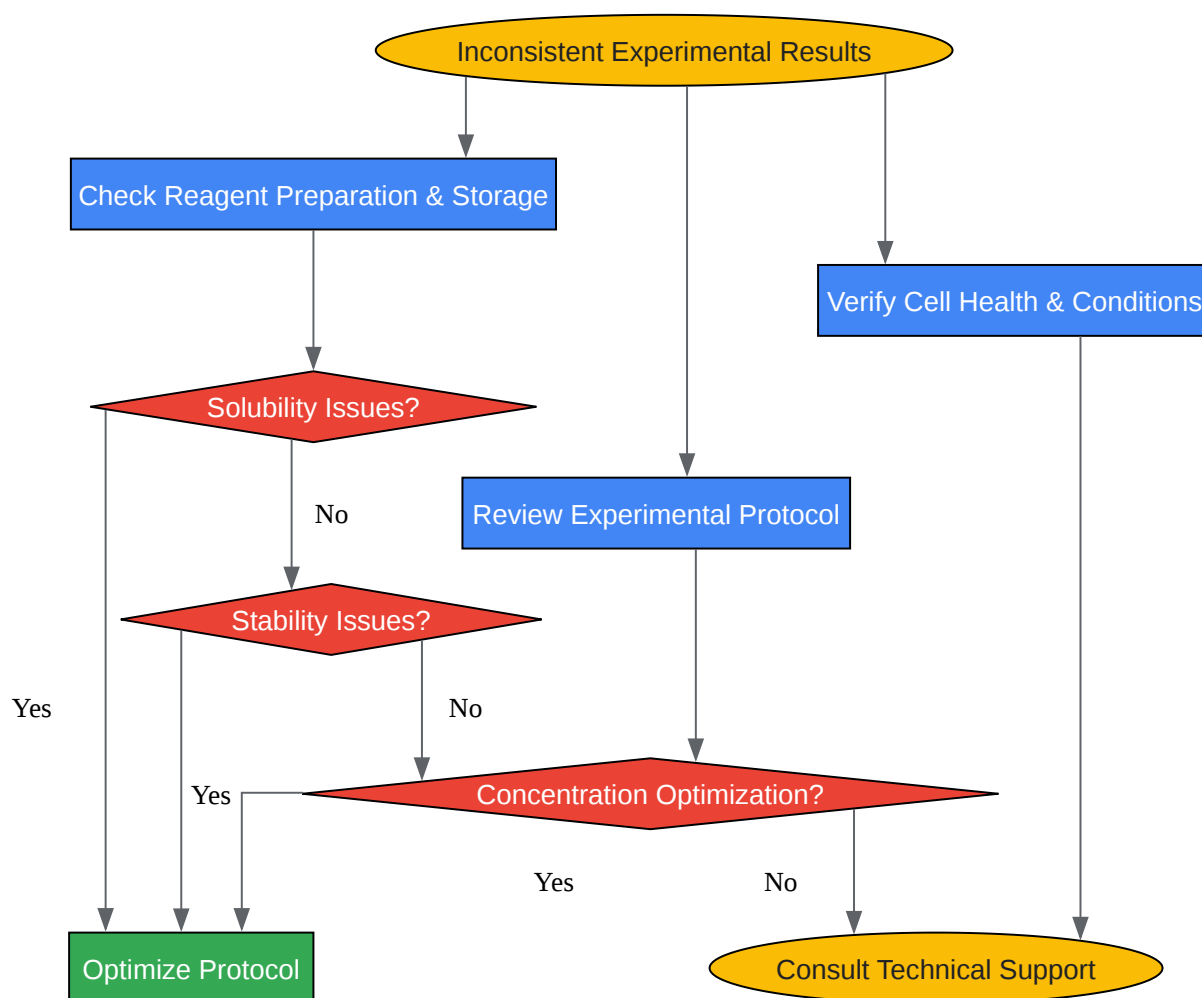 Inconsistent Experimental Results
Check Reagent Preparation & Storage
Verify Cell Health & Conditions
Solubility Issues?
No
Review Experimental Protocol
Stability Issues?
Yes
No
Yes
Concentration Optimization?
Yes
No
Optimize Protocol
Consult Technical Support